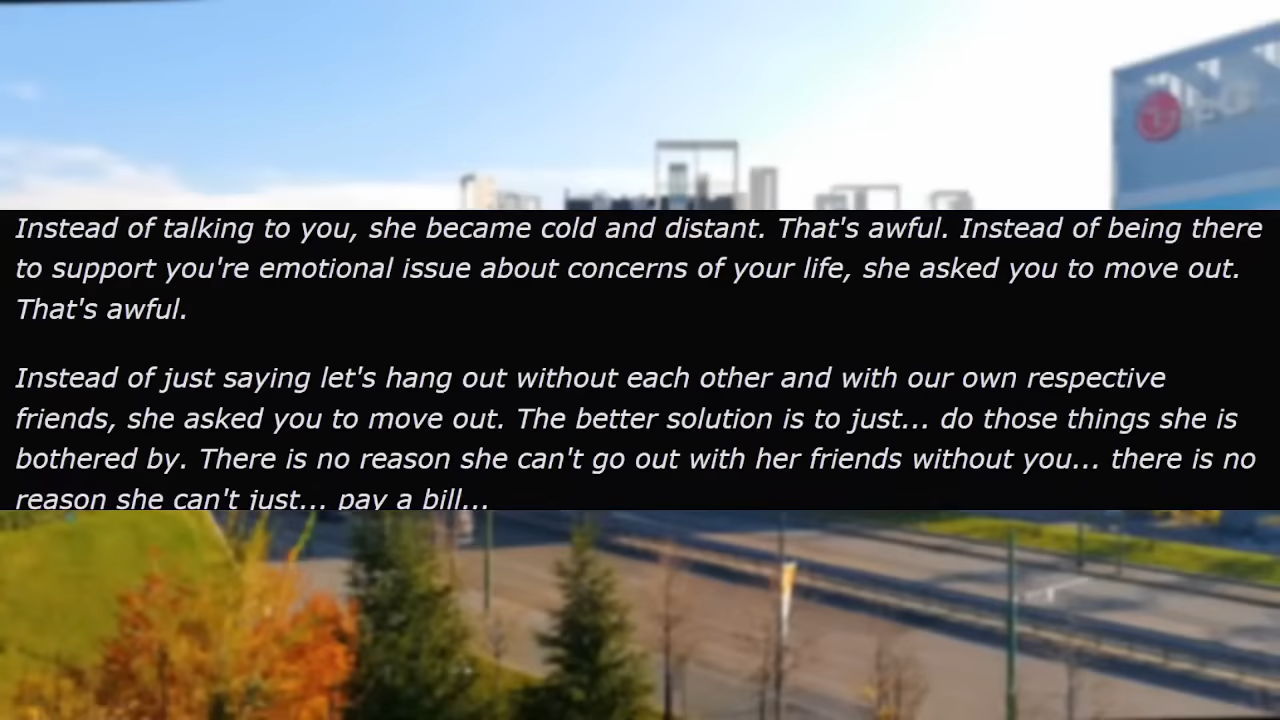 Instead of talking to you, she became cold and distant. That's awful. Instead of being there
to support you're emotional issue about concerns of your life, she asked you to move out.
That's awful.
Instead of just saying let's hang out without each other and with our own respective
friends, she asked you to move out. The better solution is to just... do those things she is
bothered by. There is no reason she can't go out with her friends without you... there is no
reason she can't just... pay a bill...